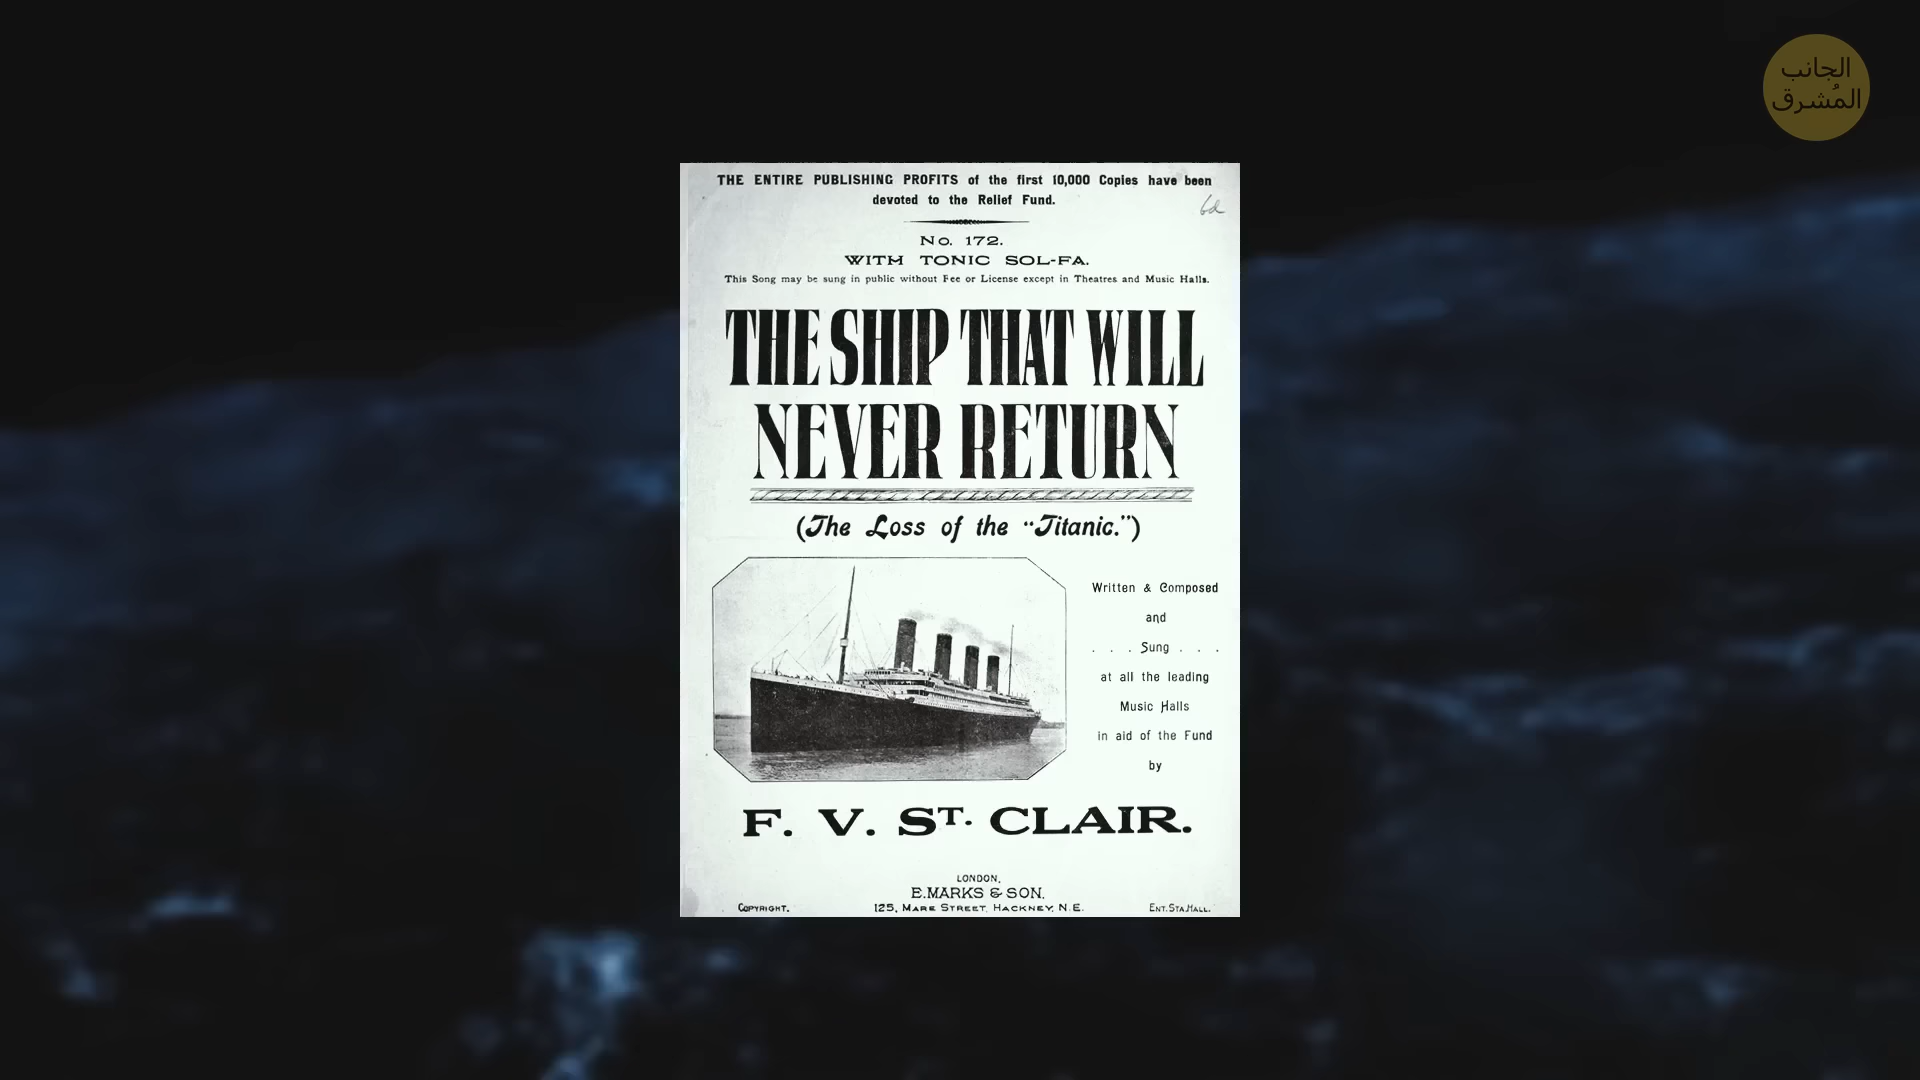 الجانب
المُشرق
THE ENTIRE PUBLISHING PROFITS of the first 10,000 Copies have been
devoted to the Relief Fund.
6d
No. 172.
WITH TONIC SOL-FA.
This Song may be sung in public without Fee or License except in Theatres and Music Halls.
THE SHIP THAT WILL
NEVER RETURN
(The Loss of the "Titanic.")
Written & Composed
and
. . . Sung . . .
at all the leading
Music Halls
in aid of the Fund
by
F. V. ST. CLAIR.
LONDON,
E. MARKS & SON,
COPYRIGHT. 125, MARE STREET, HACKNEY, N.E. ENT. STA. HALL.